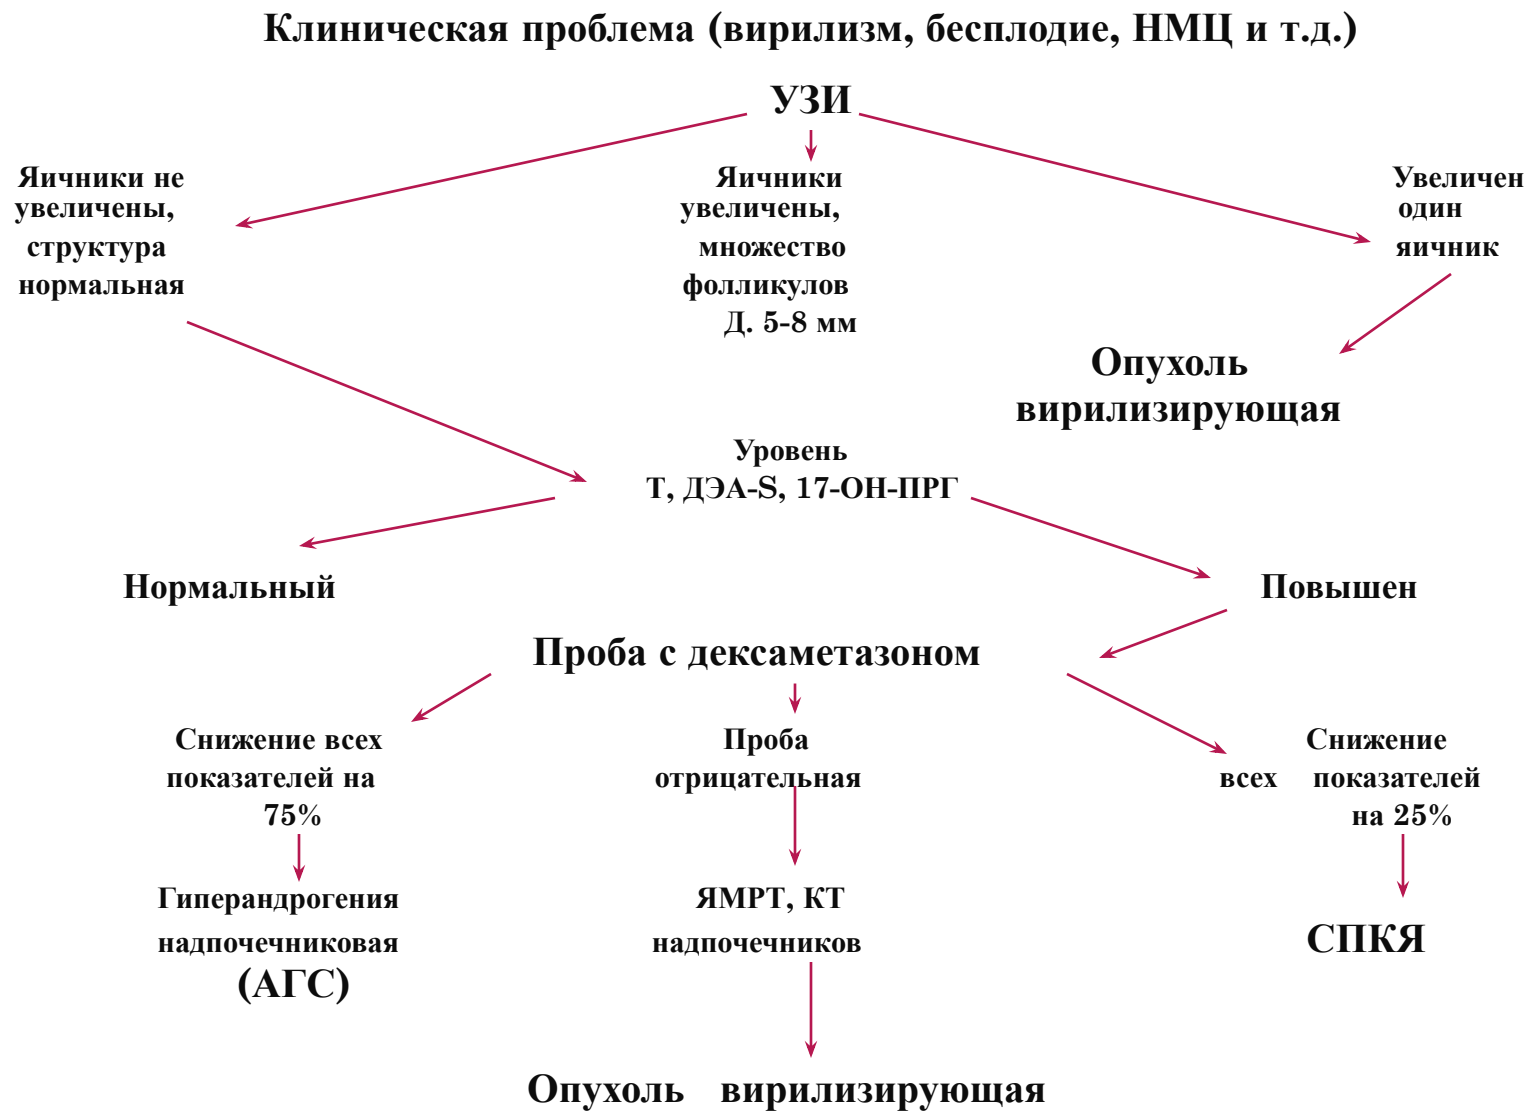 Клиническая проблема (вирилизм, бесплодие, НМЦ и т.д.)
УЗИ
Яичники не
увеличены,
структура
нормальная
Яичники
увеличены,
множество
фолликулов
Д. 5-8 мм
Увеличен
один
яичник
Опухоль
вирилизирующая
Уровень
Т, ДЭА-S, 17-ОН-ПРГ
Нормальный
Повышен
Проба с дексаметазоном
Снижение всех
показателей на
75%
Проба
отрицательная
Снижение
всех показателей
на 25%
Гиперандрогения
надпочечниковая
(АГС)
ЯМРТ, КТ
надпочечников
СПКЯ
Опухоль вирилизирующая